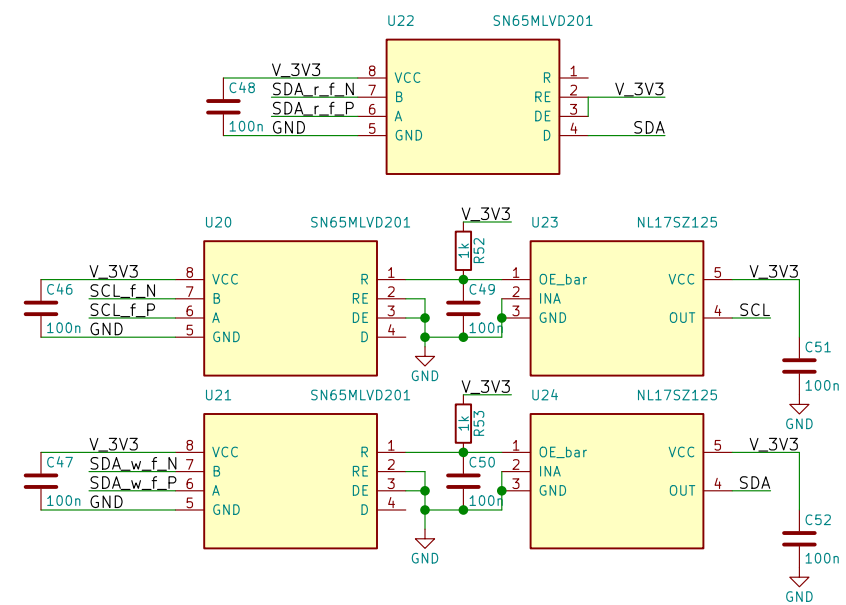 U22 SN65MLVD201
V_3V3 8 VCC R 1
C48 SDA_r_f_N 7 B RE 2 V_3V3
SDA_r_f_P 6 A DE 3
100n GND 5 GND D 4 SDA
V_3V3
U20 SN65MLVD201 U23 NL17SZ125
1k R52
V_3V3 8 VCC R 1 1 OE_bar VCC 5 V_3V3
C46 SCL_f_N 7 B RE 2 C49 2 INA
SCL_f_P 6 A DE 3 3 GND OUT 4 SCL
100n GND 5 GND D 4 100n
C51
GND
100n
V_3V3
U21 SN65MLVD201 U24 NL17SZ125
1k R53 GND
V_3V3 8 VCC R 1 1 OE_bar VCC 5 V_3V3
C47 SDA_w_f_N 7 B RE 2 C50 2 INA
SDA_w_f_P 6 A DE 3 3 GND OUT 4 SDA
100n GND 5 GND D 4 100n
C52
GND 100n
GND